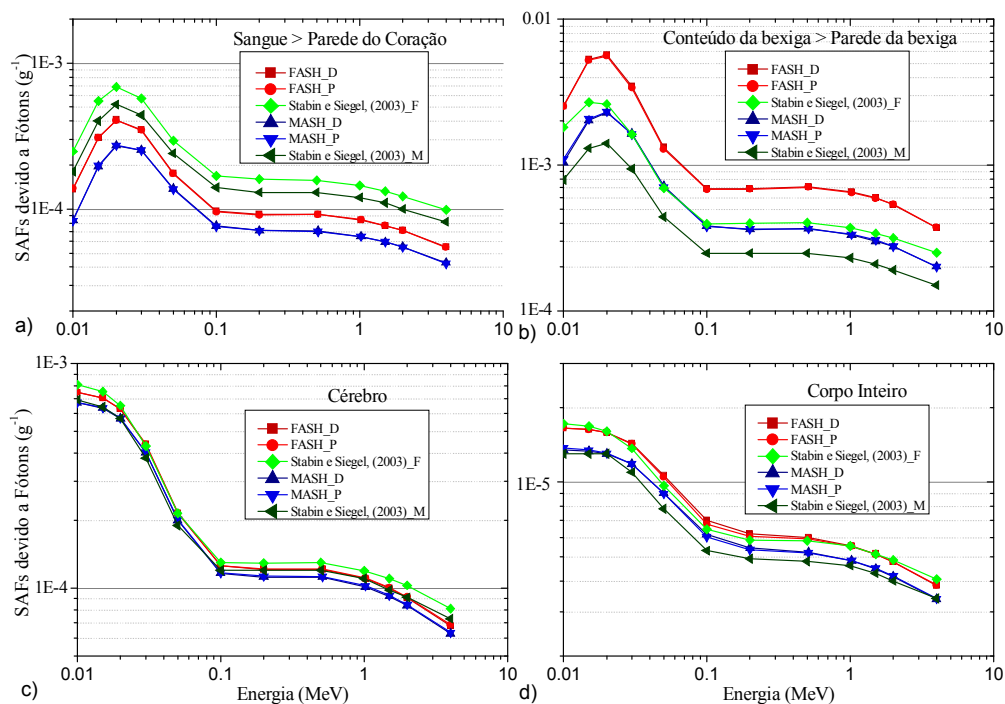 Sangue > Parede do Coração
FASH_D
FASH_P
Stabin e Siegel, (2003)_F
MASH_D
MASH_P
Stabin e Siegel, (2003)_M
SAFs devido a Fótons (g⁻¹)
1E-3
1E-4
0.01
0.1
1
10
a)
Conteúdo da bexiga > Parede da bexiga
FASH_D
FASH_P
Stabin e Siegel, (2003)_F
MASH_D
MASH_P
Stabin e Siegel, (2003)_M
0.01
1E-3
1E-4
0.01
0.1
1
10
b)
Cérebro
FASH_D
FASH_P
Stabin e Siegel, (2003)_F
MASH_D
MASH_P
Stabin e Siegel, (2003)_M
SAFs devido a Fótons (g⁻¹)
1E-3
1E-4
0.01
0.1
1
10
c)
Energia (MeV)
Corpo Inteiro
FASH_D
FASH_P
Stabin e Siegel, (2003)_F
MASH_D
MASH_P
Stabin e Siegel, (2003)_M
1E-5
0.01
0.1
1
10
d)
Energia (MeV)